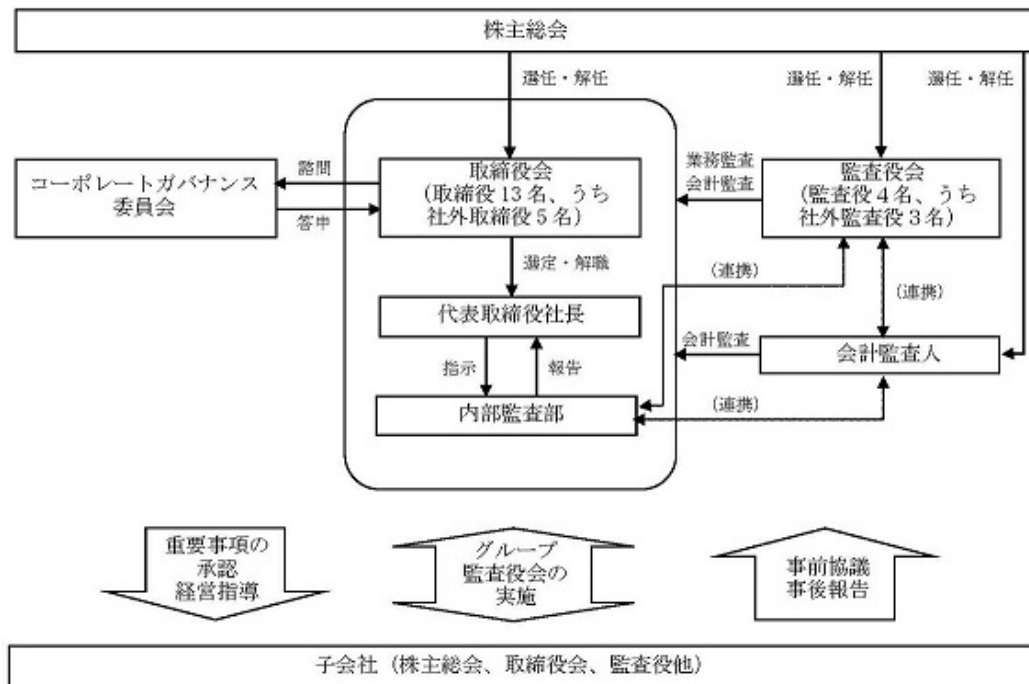 株主総会
選任・解任
選任・解任
選任・解任
コーポレートガバナンス
委員会
諮問
答申
取締役会
(取締役13名、うち
社外取締役5名)
業務監査
会計監査
監査役会
(監査役4名、うち
社外監査役3名)
選定・解職
(連携)
(連携)
代表取締役社長
会計監査
会計監査人
指示
報告
(連携)
内部監査部
重要事項の
承認
経営指導
グループ
監査役会の
実施
事前協議
事後報告
子会社(株主総会、取締役会、監査役他)